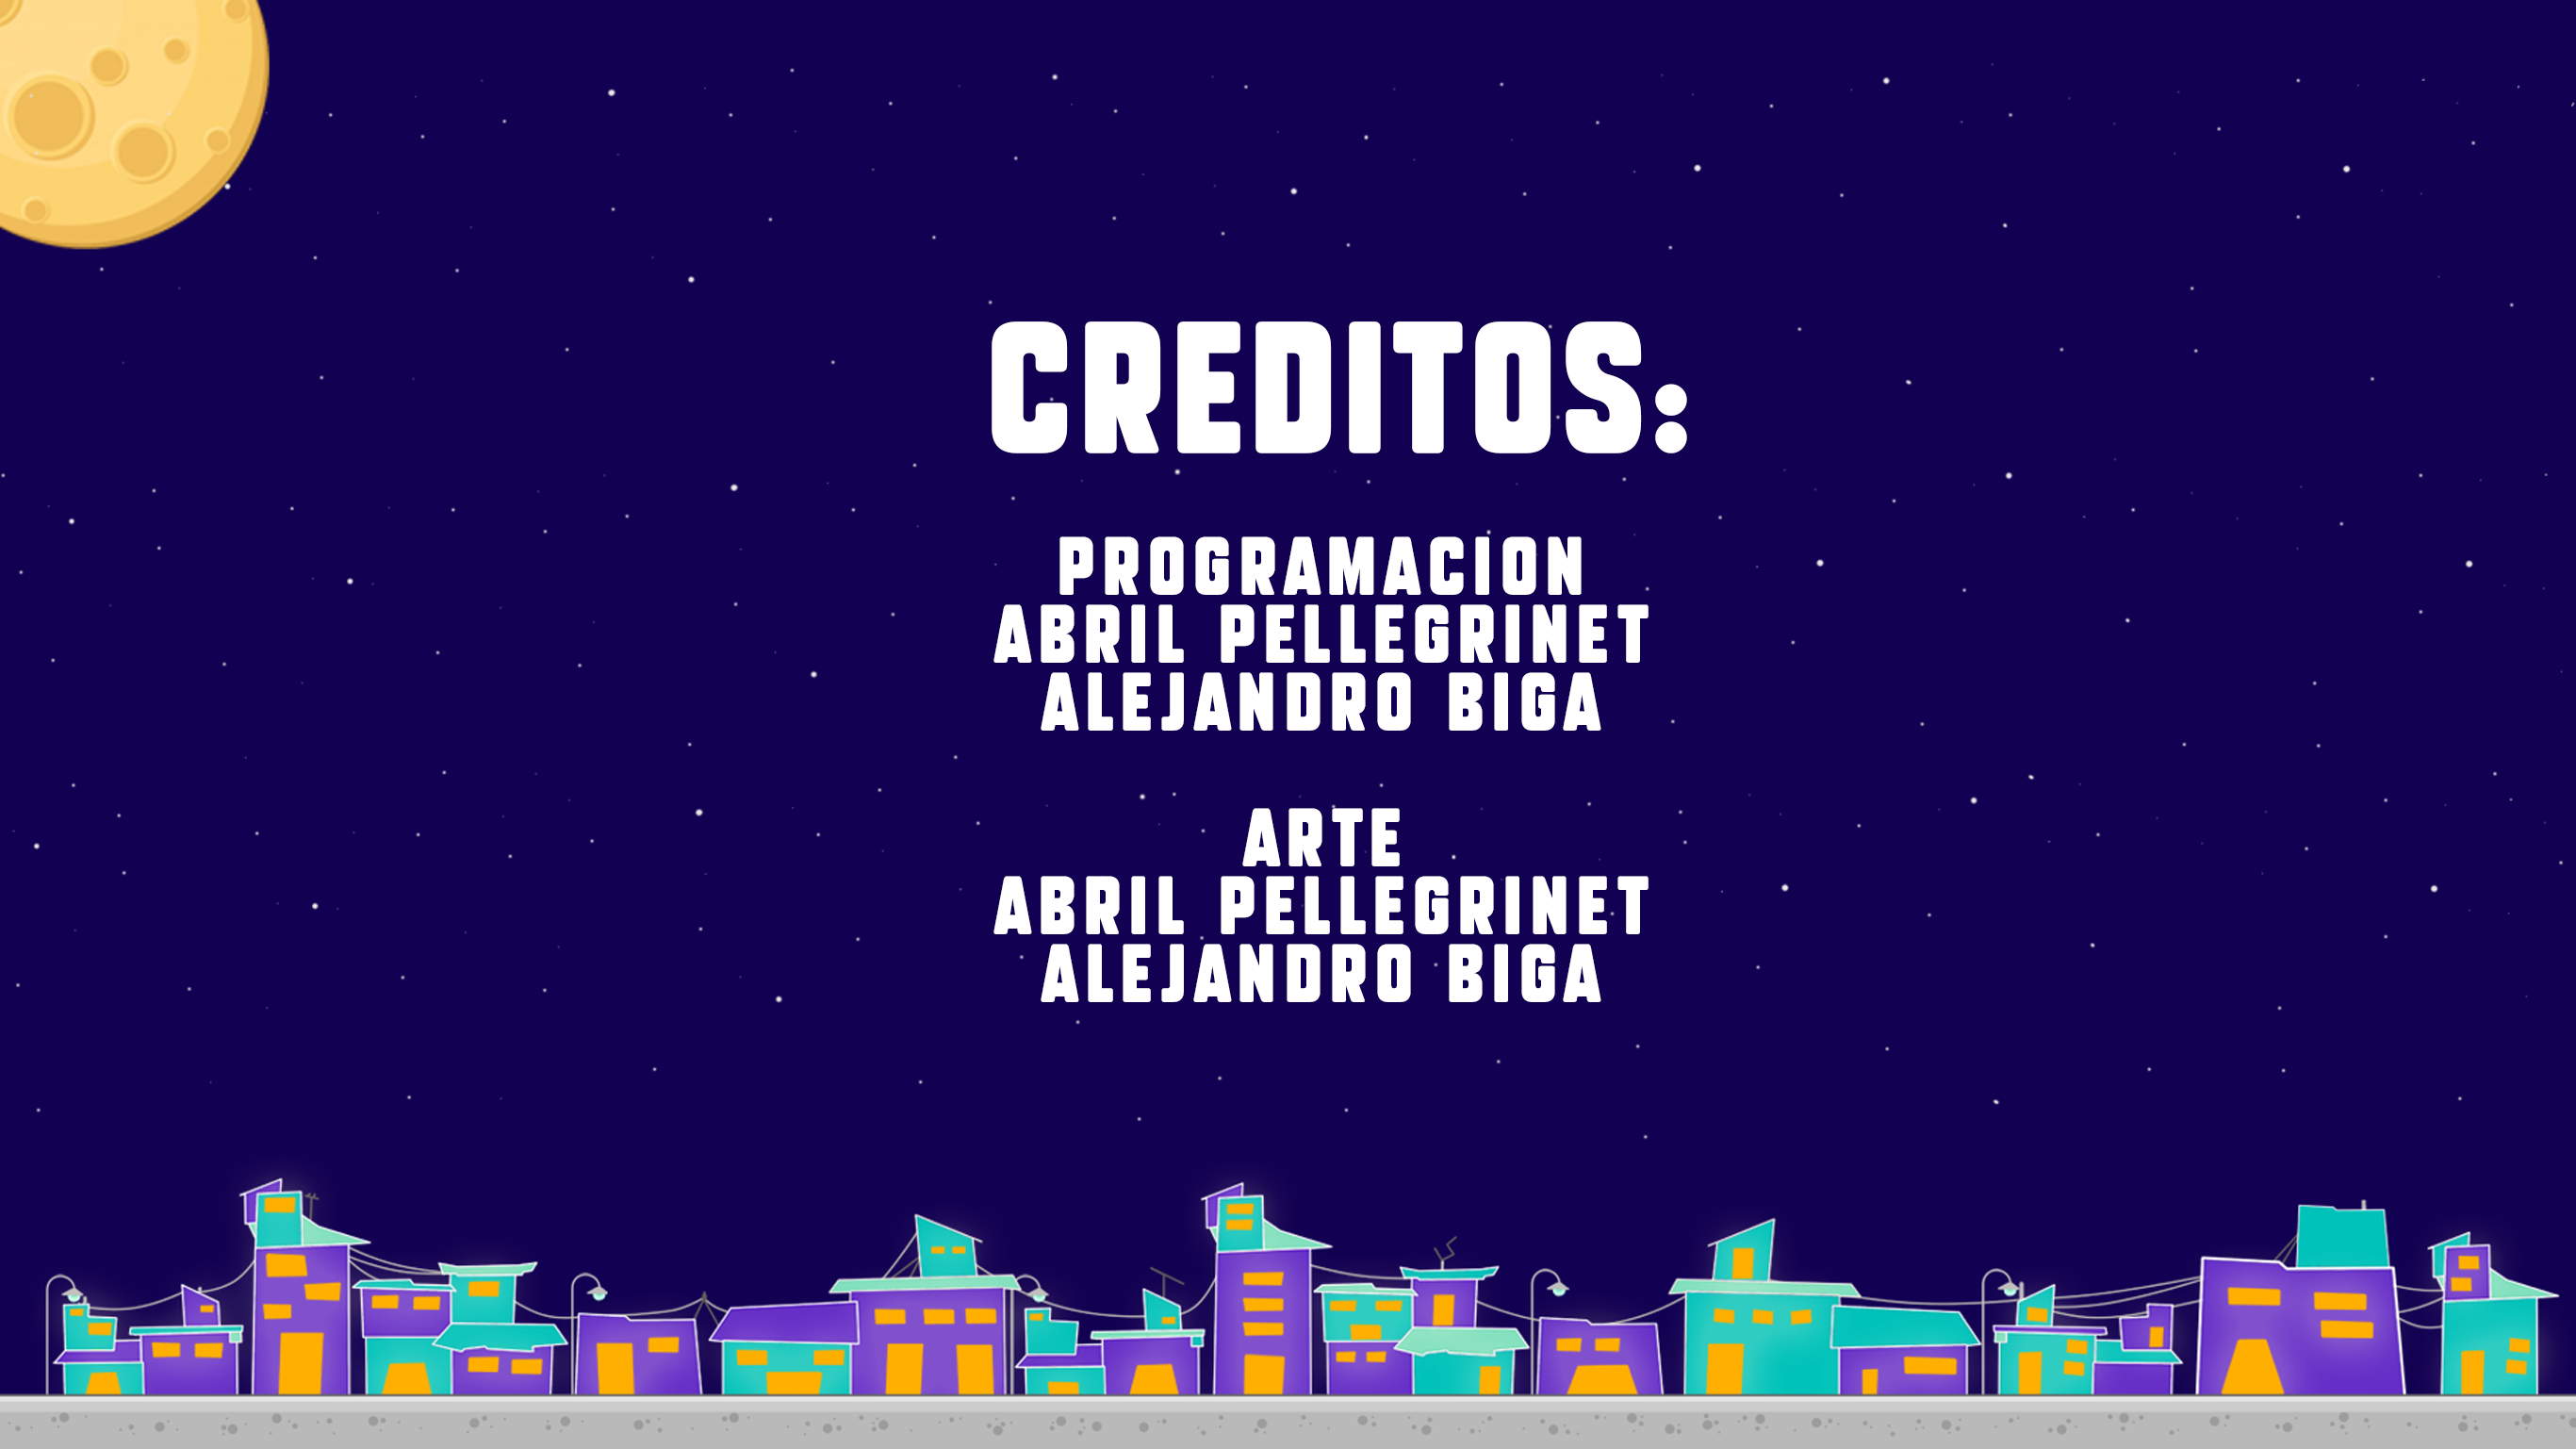 CREDITOS:
PROGRAMACION
ABRIL PELLEGRINET
ALEJANDRO BIGA
ARTE
ABRIL PELLEGRINET
ALEJANDRO BIGA